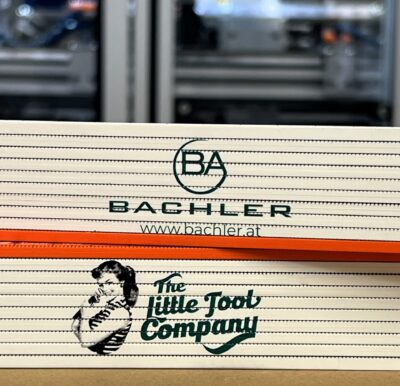 BA
BACHLER
www.bachler.at
The
Little Tool
Company